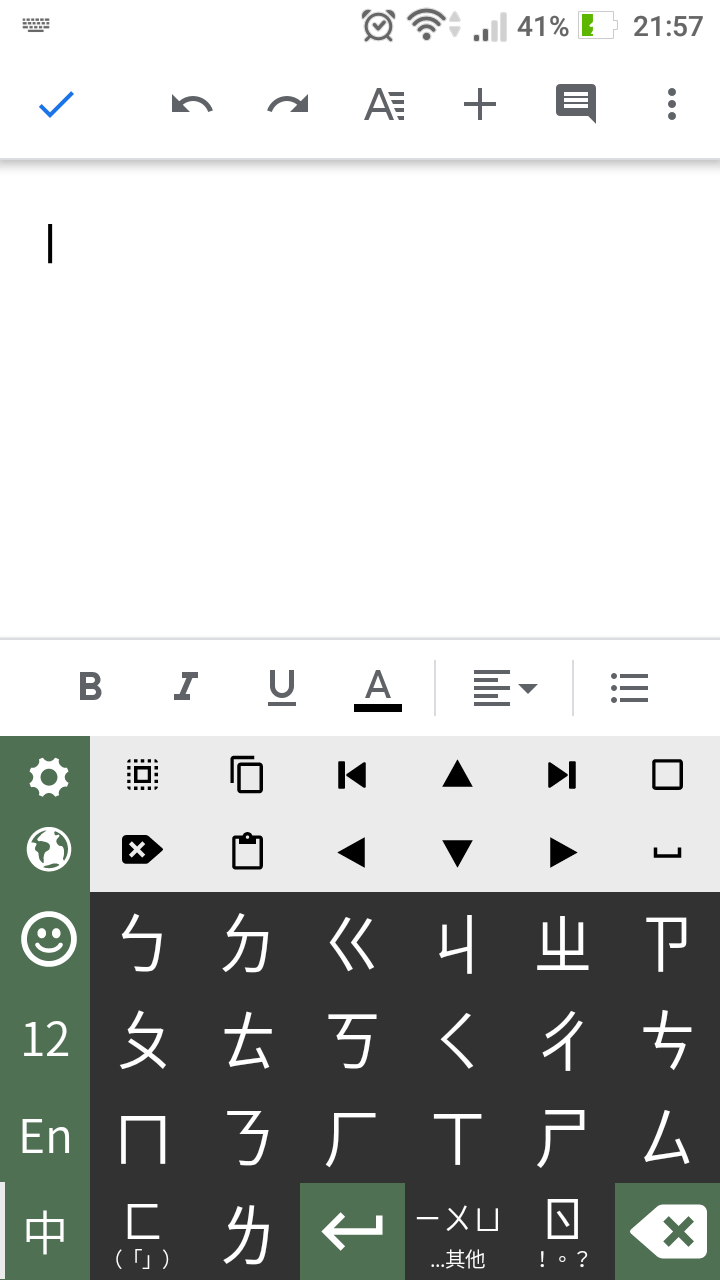 41% 21:57
B I U A
ㄅ ㄉ ㄍ ㄐ ㄓ ㄗ
12 ㄆ ㄊ ㄎ ㄑ ㄔ ㄘ
En ㄇ ㄋ ㄏ ㄒ ㄕ ㄙ
中 ㄈ ㄌ ㄧㄨㄩ ㄖ
（「」） ...其他 ！。？